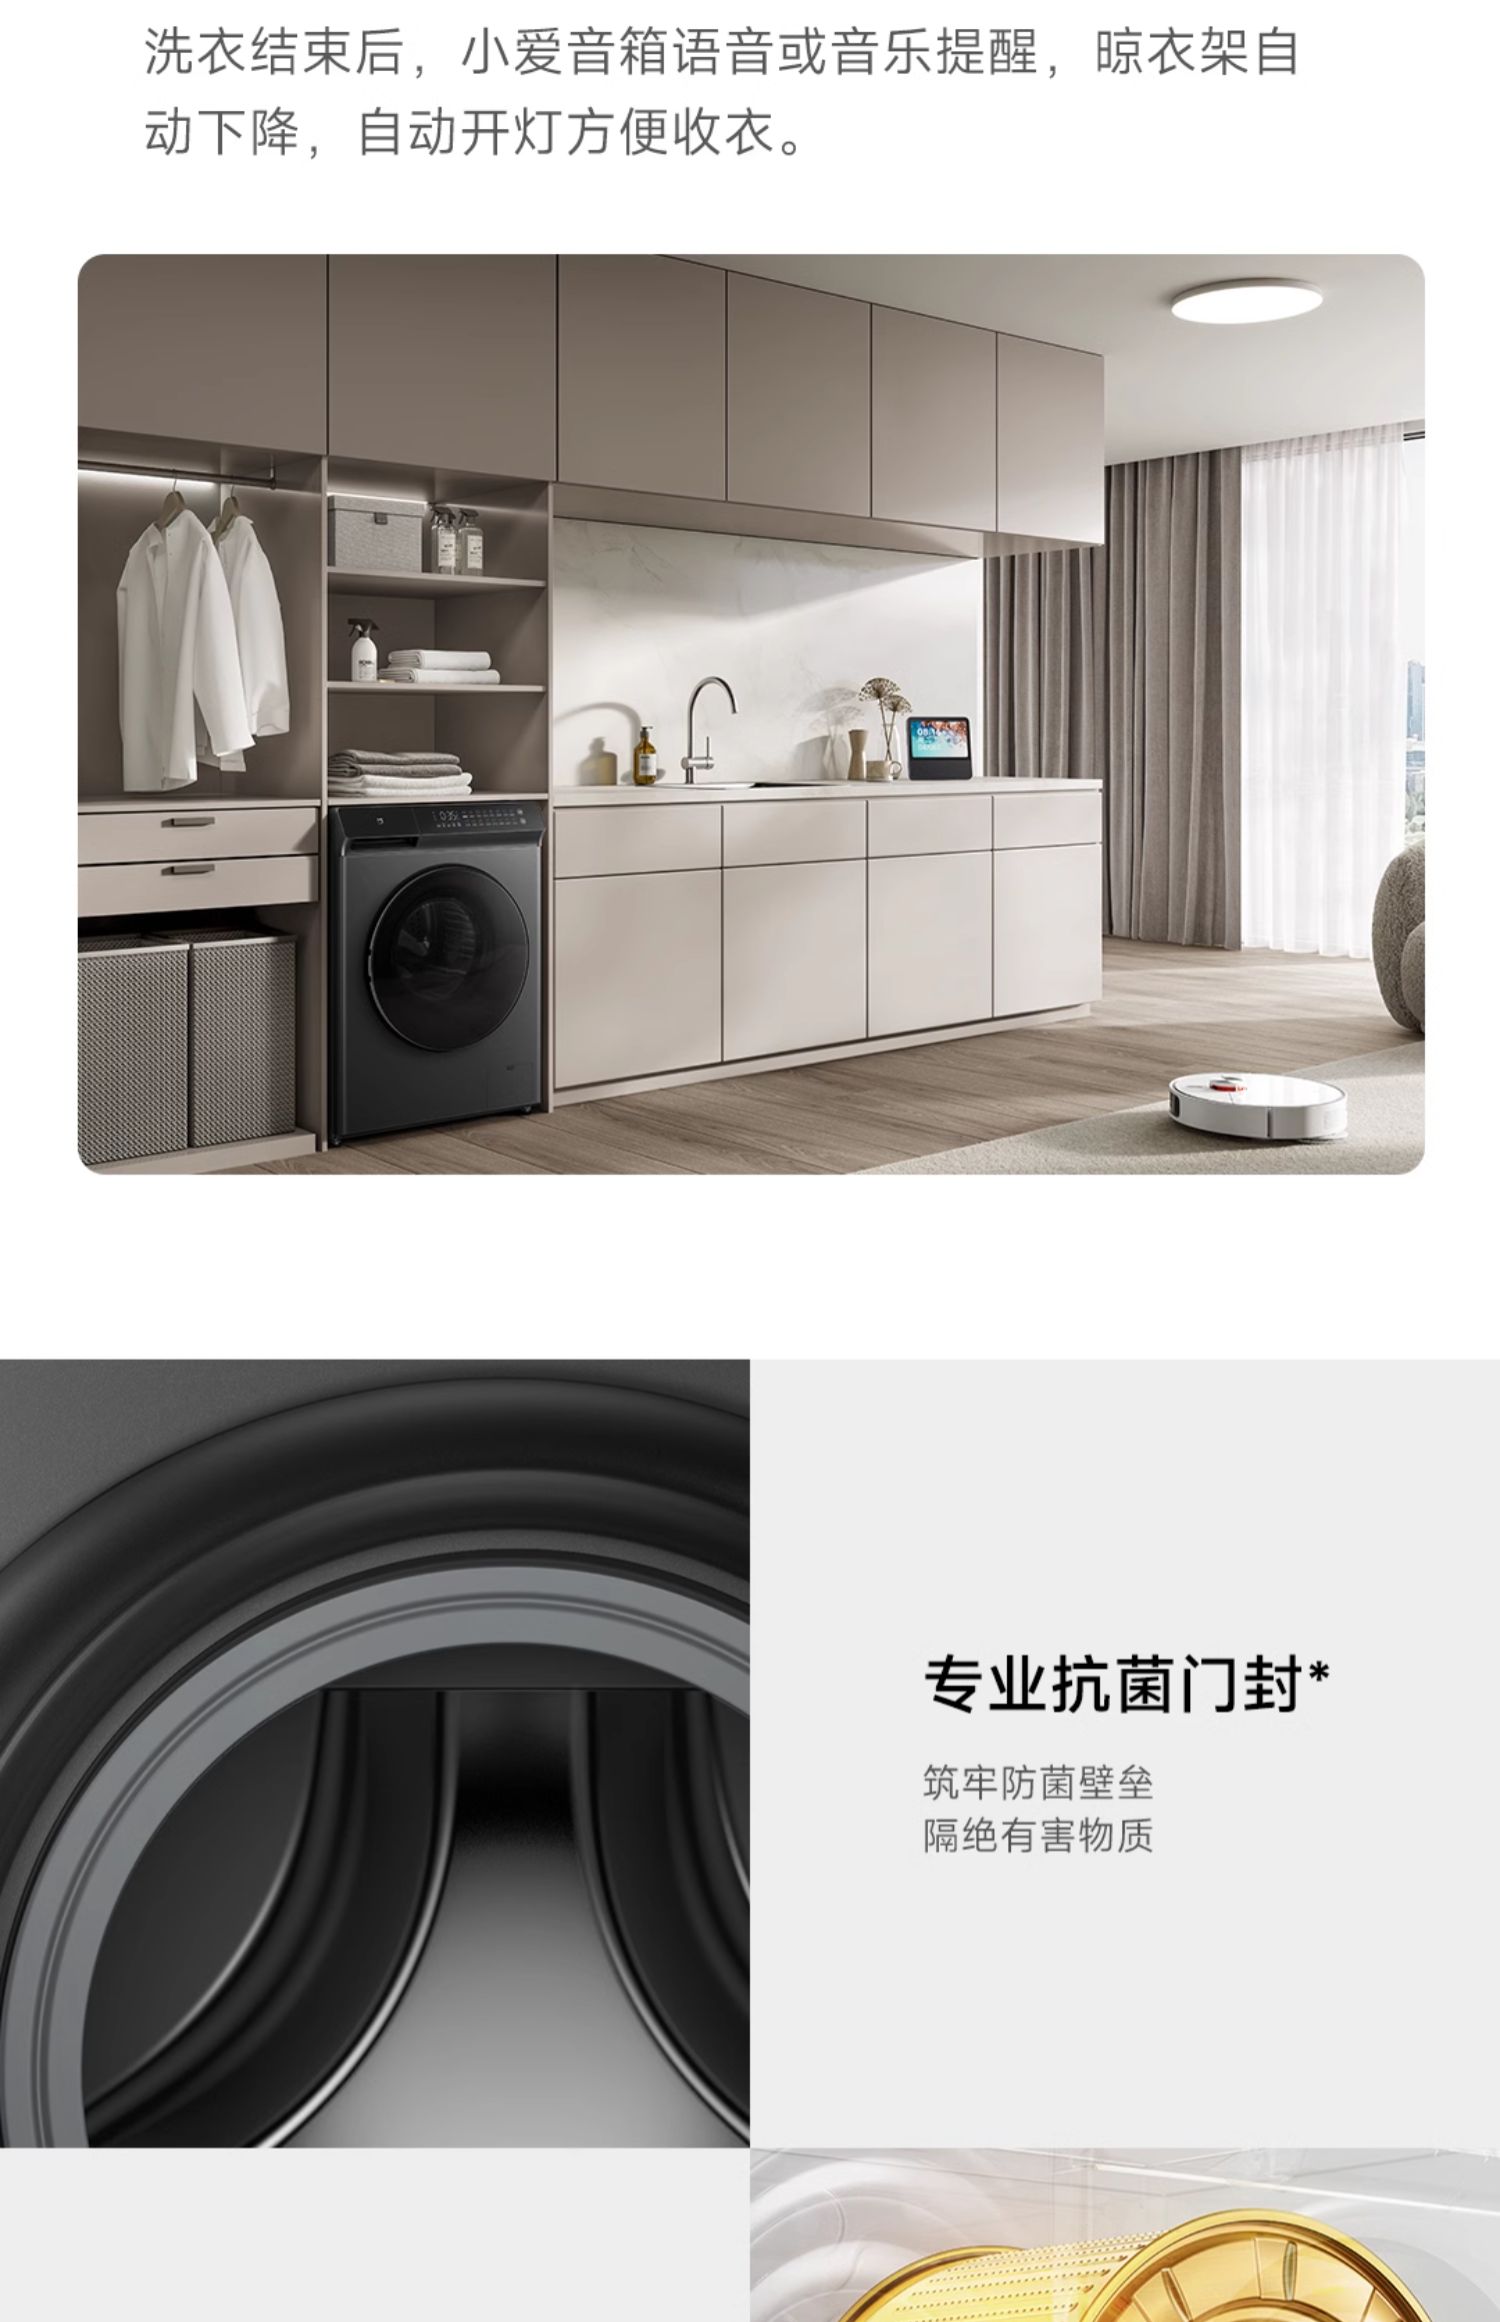 洗衣结束后，小爱音箱语音或音乐提醒，晾衣架自
动下降，自动开灯方便收衣。
专业抗菌门封*
筑牢防菌壁垒
隔绝有害物质